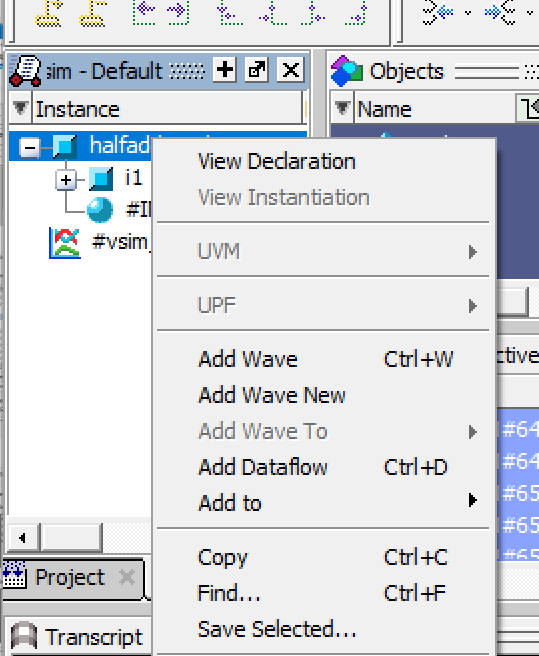 sim - Default
Objects
Instance
Name
halfad
i1
#vsim_
View Declaration
View Instantiation
UVM
UPF
Add Wave Ctrl+W
Add Wave New
Add Wave To
Add Dataflow Ctrl+D
Add to
Copy Ctrl+C
Find... Ctrl+F
Save Selected...
ctive
#64
#64
#65
#65
#65
Project
Transcript